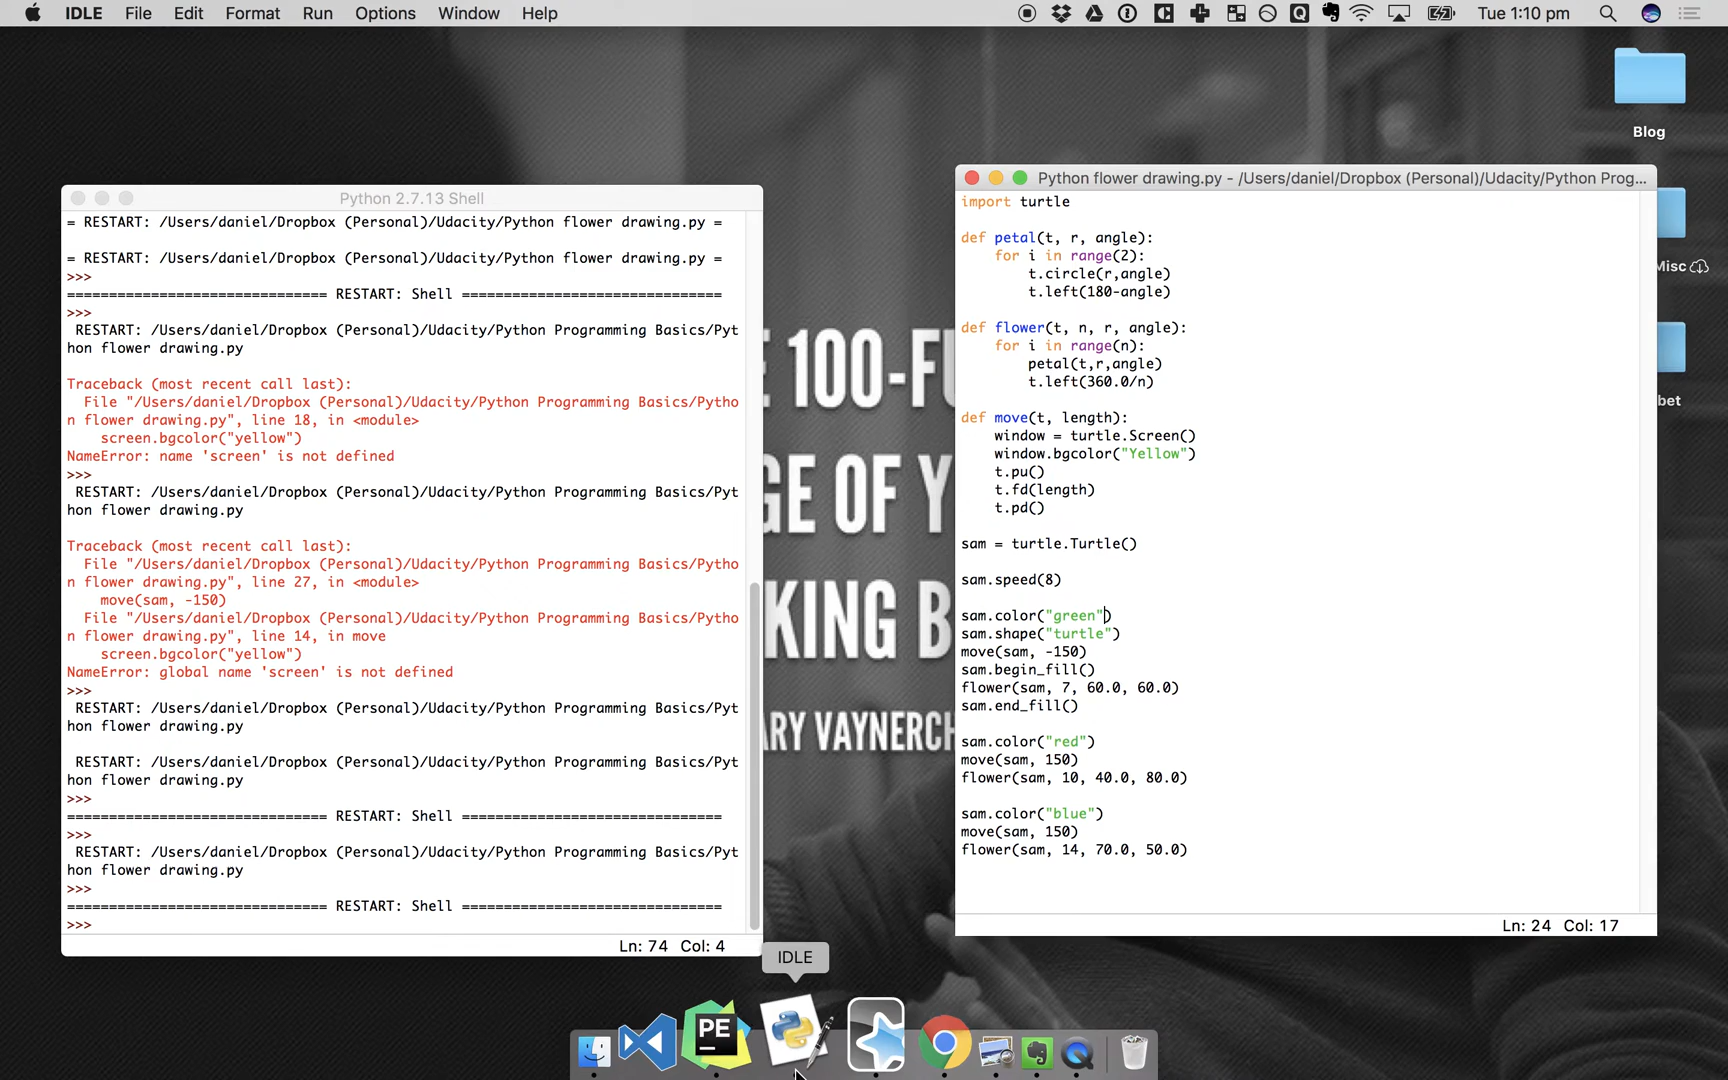 IDLE File Edit Format Run Options Window Help Tue 1:10 pm
Blog
Misc
bet
Python 2.7.13 Shell
= RESTART: /Users/daniel/Dropbox (Personal)/Udacity/Python flower drawing.py =
= RESTART: /Users/daniel/Dropbox (Personal)/Udacity/Python flower drawing.py =
>>>
=============================== RESTART: Shell ===============================
>>>
RESTART: /Users/daniel/Dropbox (Personal)/Udacity/Python Programming Basics/Pyt
hon flower drawing.py
Traceback (most recent call last):
File "/Users/daniel/Dropbox (Personal)/Udacity/Python Programming Basics/Pytho
n flower drawing.py", line 18, in <module>
screen.bgcolor("yellow")
NameError: name 'screen' is not defined
>>>
RESTART: /Users/daniel/Dropbox (Personal)/Udacity/Python Programming Basics/Pyt
hon flower drawing.py
Traceback (most recent call last):
File "/Users/daniel/Dropbox (Personal)/Udacity/Python Programming Basics/Pytho
n flower drawing.py", line 27, in <module>
move(sam, -150)
File "/Users/daniel/Dropbox (Personal)/Udacity/Python Programming Basics/Pytho
n flower drawing.py", line 14, in move
screen.bgcolor("yellow")
NameError: global name 'screen' is not defined
>>>
RESTART: /Users/daniel/Dropbox (Personal)/Udacity/Python Programming Basics/Pyt
hon flower drawing.py
RESTART: /Users/daniel/Dropbox (Personal)/Udacity/Python Programming Basics/Pyt
hon flower drawing.py
>>>
=============================== RESTART: Shell ===============================
>>>
RESTART: /Users/daniel/Dropbox (Personal)/Udacity/Python Programming Basics/Pyt
hon flower drawing.py
>>>
=============================== RESTART: Shell ===============================
>>>
Ln: 74 Col: 4
E 100-FU
GE OF Y
KING B
ARY VAYNERCH
Python flower drawing.py - /Users/daniel/Dropbox (Personal)/Udacity/Python Prog...
import turtle
def petal(t, r, angle):
for i in range(2):
t.circle(r,angle)
t.left(180-angle)
def flower(t, n, r, angle):
for i in range(n):
petal(t,r,angle)
t.left(360.0/n)
def move(t, length):
window = turtle.Screen()
window.bgcolor("Yellow")
t.pu()
t.fd(length)
t.pd()
sam = turtle.Turtle()
sam.speed(8)
sam.color("green")
sam.shape("turtle")
move(sam, -150)
sam.begin_fill()
flower(sam, 7, 60.0, 60.0)
sam.end_fill()
sam.color("red")
move(sam, 150)
flower(sam, 10, 40.0, 80.0)
sam.color("blue")
move(sam, 150)
flower(sam, 14, 70.0, 50.0)
Ln: 24 Col: 17
IDLE
PE